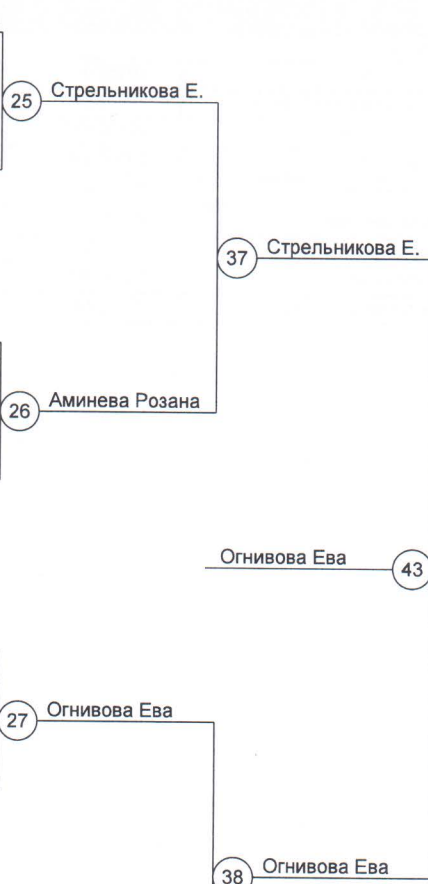 25 Стрельникова Е.
37 Стрельникова Е.
26 Аминева Розана
Огнивова Ева 43
27 Огнивова Ева
38 Огнивова Ева